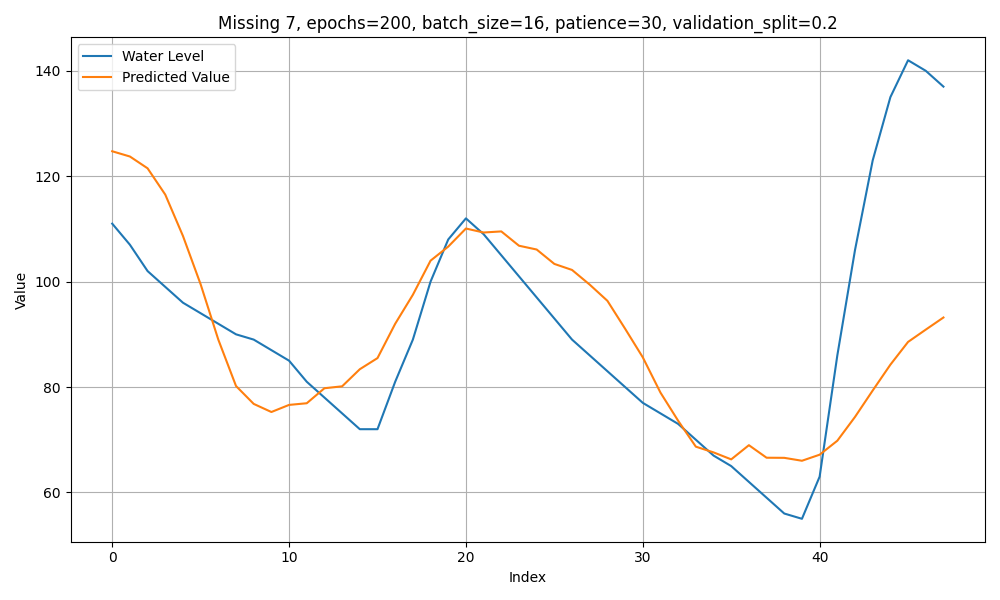 Missing 7, epochs=200, batch_size=16, patience=30, validation_split=0.2
Water Level
Predicted Value
Value
140
120
100
80
60
0 10 20 30 40
Index